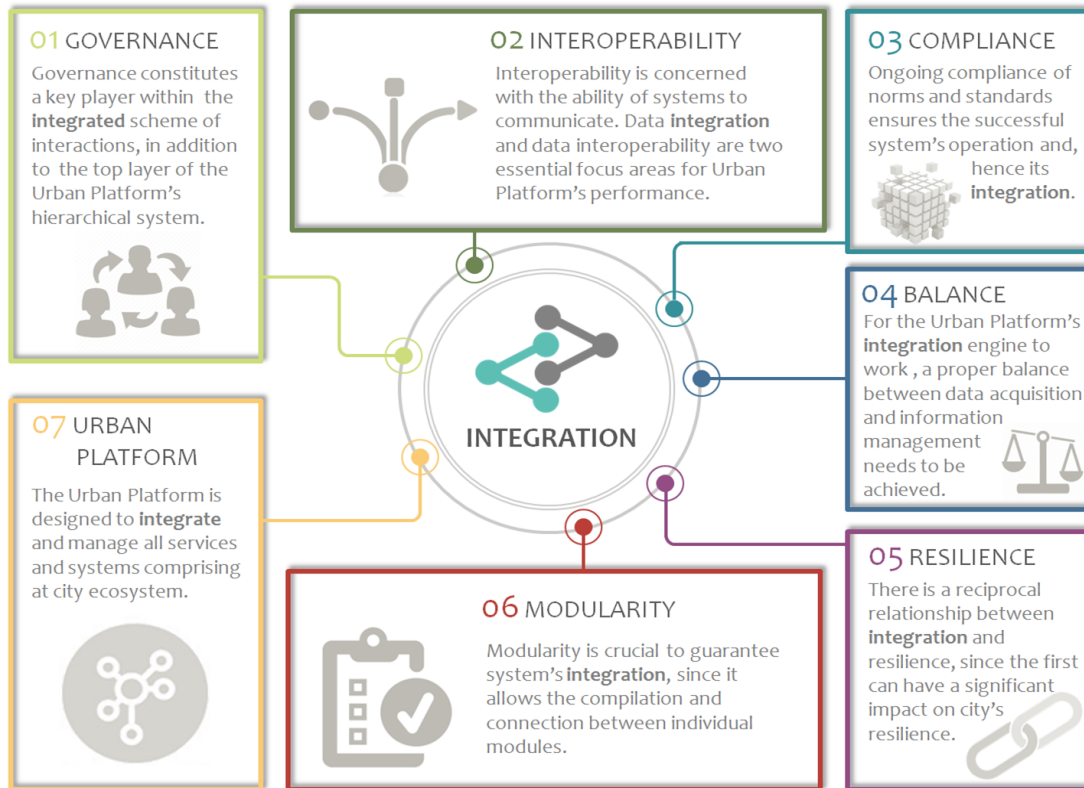 01 GOVERNANCE
Governance constitutes
a key player within the
integrated scheme of
interactions, in addition
to the top layer of the
Urban Platform's
hierarchical system.
02 INTEROPERABILITY
Interoperability is concerned
with the ability of systems to
communicate. Data integration
and data interoperability are two
essential focus areas for Urban
Platform's performance.
03 COMPLIANCE
Ongoing compliance of
norms and standards
ensures the successful
system's operation and,
hence its
integration.
04 BALANCE
For the Urban Platform's
integration engine to
work , a proper balance
between data acquisition
and information
management
needs to be
achieved.
05 RESILIENCE
There is a reciprocal
relationship between
integration and
resilience, since the first
can have a significant
impact on city's
resilience.
06 MODULARITY
Modularity is crucial to guarantee
system's integration, since it
allows the compilation and
connection between individual
modules.
07 URBAN
PLATFORM
The Urban Platform is
designed to integrate
and manage all services
and systems comprising
at city ecosystem.
INTEGRATION